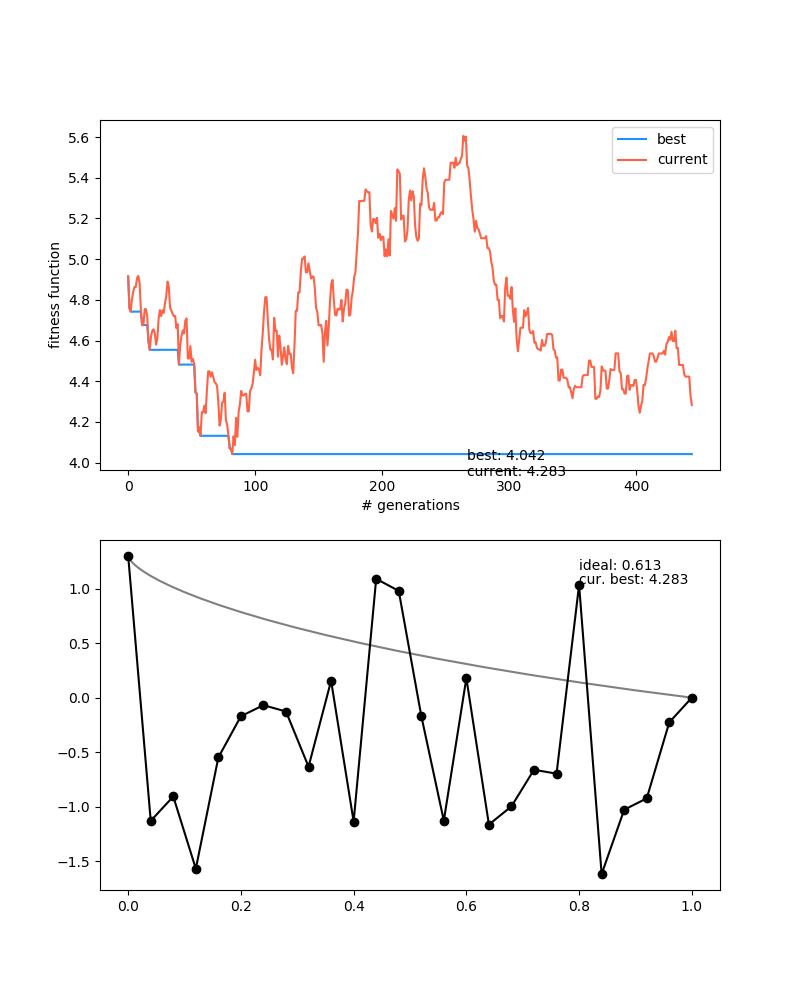 5.6
5.4
5.2
5.0
4.8
4.6
4.4
4.2
4.0
fitness function
best
current
best: 4.042
current: 4.283
0 100 200 300 400
# generations
ideal: 0.613
cur. best: 4.283
1.0
0.5
0.0
−0.5
−1.0
−1.5
0.0 0.2 0.4 0.6 0.8 1.0